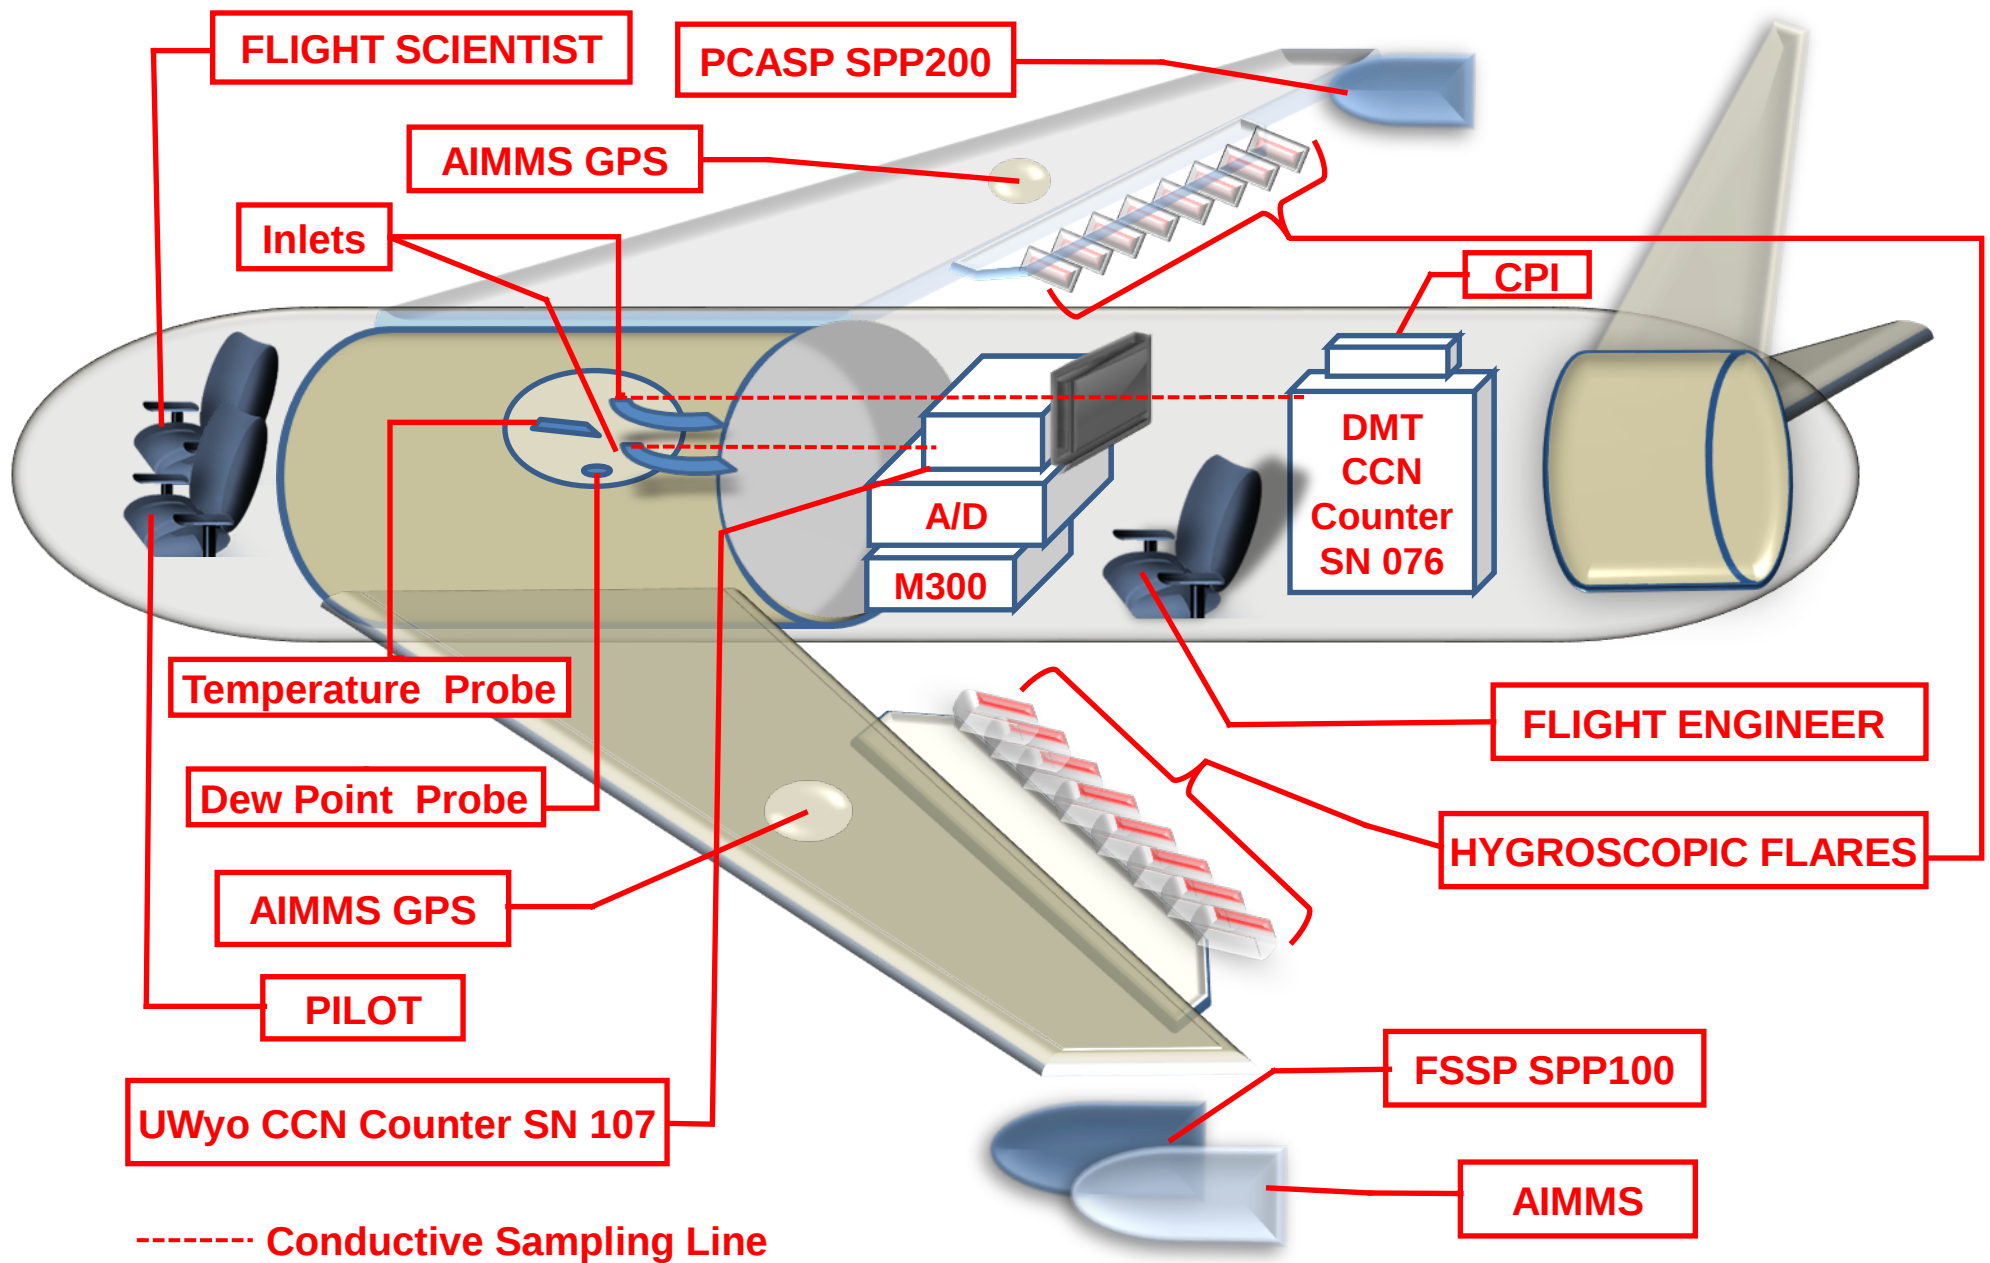 FLIGHT SCIENTIST
PCASP SPP200
AIMMS GPS
Inlets
CPI
DMT
CCN
Counter
SN 076
A/D
M300
Temperature Probe
FLIGHT ENGINEER
Dew Point Probe
HYGROSCOPIC FLARES
AIMMS GPS
PILOT
FSSP SPP100
UWyo CCN Counter SN 107
AIMMS
Conductive Sampling Line